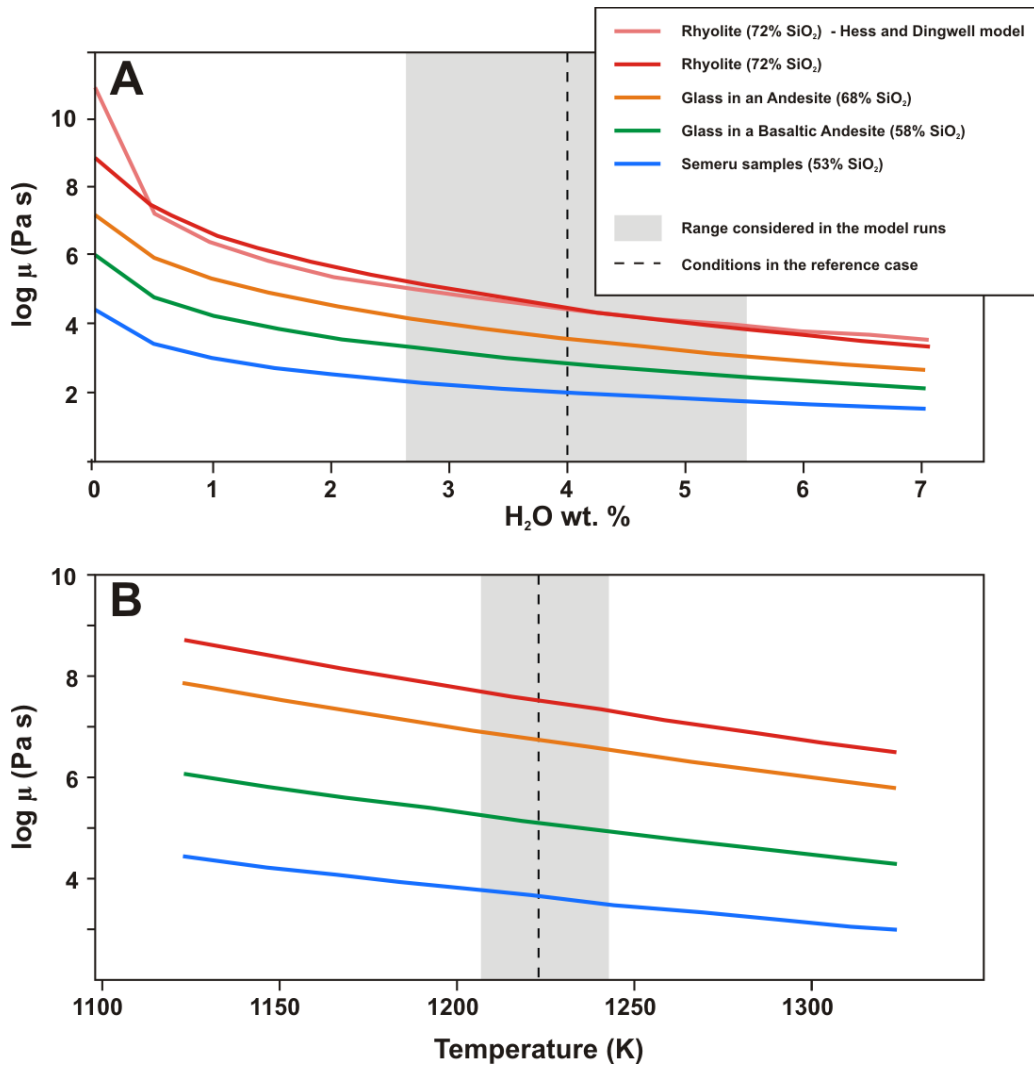 A
Rhyolite (72% SiO₂) - Hess and Dingwell model
Rhyolite (72% SiO₂)
Glass in an Andesite (68% SiO₂)
Glass in a Basaltic Andesite (58% SiO₂)
Semeru samples (53% SiO₂)
Range considered in the model runs
Conditions in the reference case
log μ (Pa s)
10
8
6
4
2
0 1 2 3 4 5 6 7
H₂O wt. %
B
log μ (Pa s)
10
8
6
4
1100 1150 1200 1250 1300
Temperature (K)